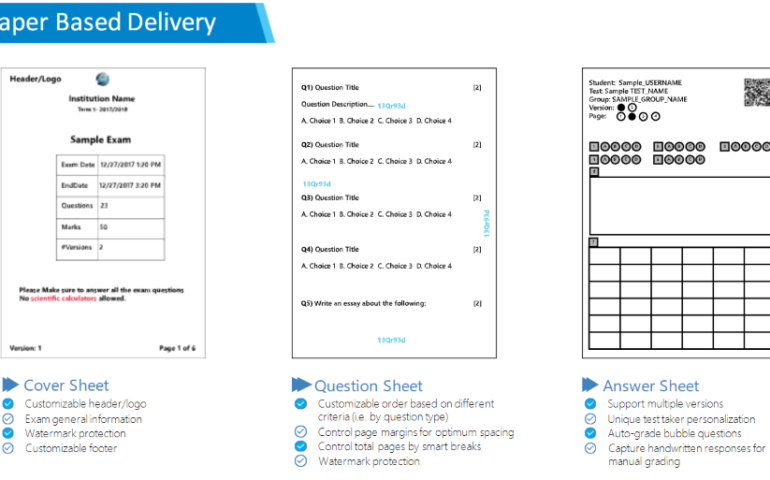 aper Based Delivery
Header/Logo
Institution Name
Term 1- 2017/2018
Sample Exam
Exam Date 12/27/2017 1:20 PM
EndDate 12/27/2017 3:20 PM
Questions 23
Marks 50
#Versions 2
Please Make sure to answer all the exam questions
No scientific calculators allowed.
Version: 1 Page 1 of 6
Q1) Question Title [2]
Question Description.... 13Qr93d
A. Choice 1 B. Choice 2 C. Choice 3 D. Choice 4
Q2) Question Title [2]
A. Choice 1 B. Choice 2 C. Choice 3 D. Choice 4
13Qr93d
Q3) Question Title [2]
A. Choice 1 B. Choice 2 C. Choice 3 D. Choice 4
13Qr93d
Q4) Question Title [2]
A. Choice 1 B. Choice 2 C. Choice 3 D. Choice 4
Q5) Write an essay about the following: [2]
13Qr93d
Student: Sample_USERNAME
Test: Sample TEST_NAME
Group: SAMPLE_GROUP_NAME
Version:
Page:
Cover Sheet
Customizable header/logo
Exam general information
Watermark protection
Customizable footer
Question Sheet
Customizable order based on different
criteria (i.e. by question type)
Control page margins for optimum spacing
Control total pages by smart breaks
Watermark protection
Answer Sheet
Support multiple versions
Unique test taker personalization
Auto-grade bubble questions
Capture handwritten responses for
manual grading